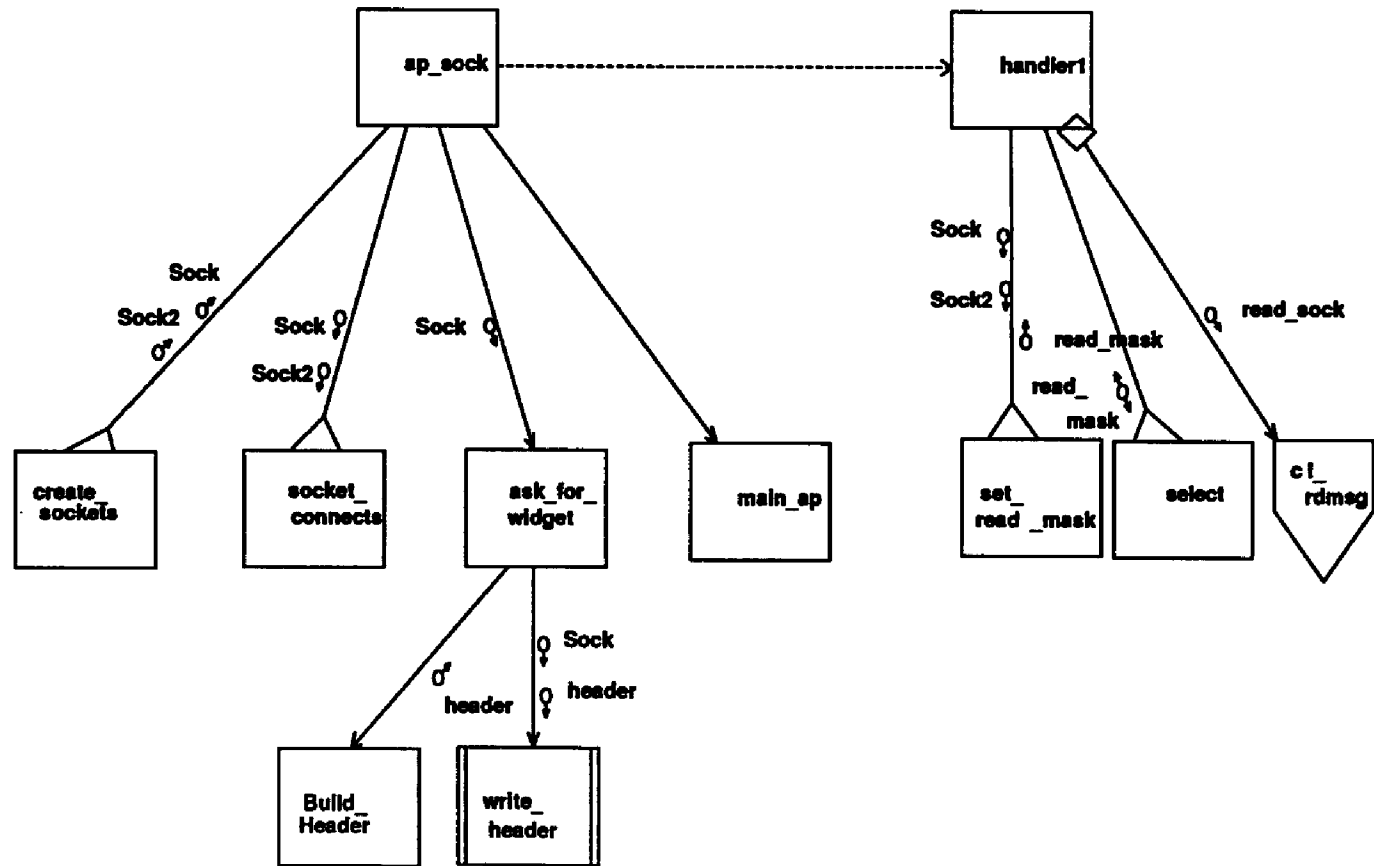 ap_sock
handler1
Sock
Sock2
Sock
Sock2
Sock
Sock
Sock2
read_mask
read_
mask
read_sock
create_
sockets
socket_
connects
ask_for_
widget
main_ap
set_
read _mask
select
rdmsg
Sock
header
header
Build_
Header
write_
header